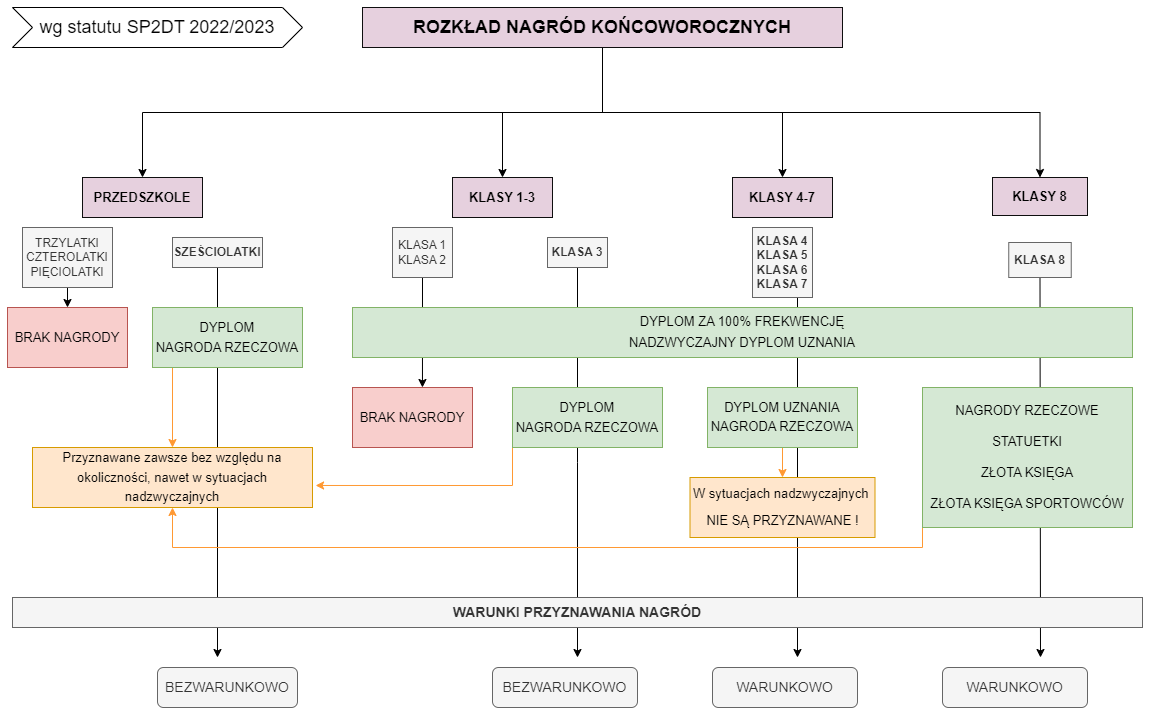 wg statutu SP2DT 2022/2023
ROZKŁAD NAGRÓD KOŃCOWOROCZNYCH
PRZEDSZKOLE
KLASY 1-3
KLASY 4-7
KLASY 8
TRZYLATKI
CZTEROLATKI
PIĘCIOLATKI
SZEŚCIOLATKI
KLASA 1
KLASA 2
KLASA 3
KLASA 4
KLASA 5
KLASA 6
KLASA 7
KLASA 8
BRAK NAGRODY
DYPLOM
NAGRODA RZECZOWA
DYPLOM ZA 100% FREKWENCJĘ
NADZWYCZAJNY DYPLOM UZNANIA
BRAK NAGRODY
DYPLOM
NAGRODA RZECZOWA
DYPLOM UZNANIA
NAGRODA RZECZOWA
NAGRODY RZECZOWE
STATUETKI
ZŁOTA KSIĘGA
ZŁOTA KSIĘGA SPORTOWCÓW
Przyznawane zawsze bez względu na
okoliczności, nawet w sytuacjach
nadzwyczajnych
W sytuacjach nadzwyczajnych
NIE SĄ PRZYZNAWANE !
WARUNKI PRZYZNAWANIA NAGRÓD
BEZWARUNKOWO
BEZWARUNKOWO
WARUNKOWO
WARUNKOWO